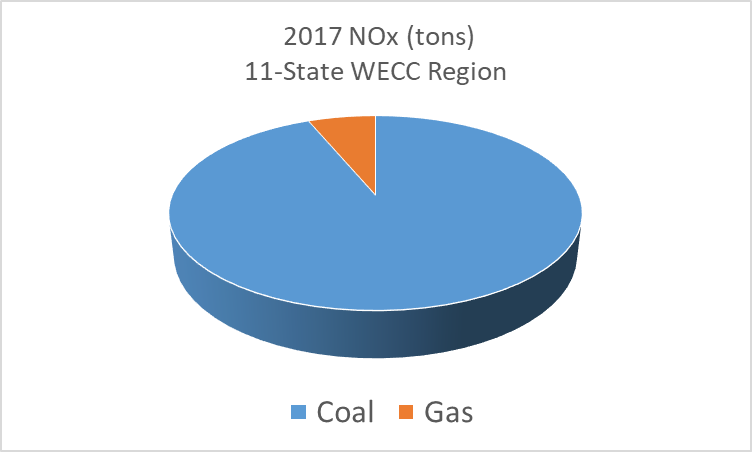 2017 NOx (tons)
11-State WECC Region
Coal Gas